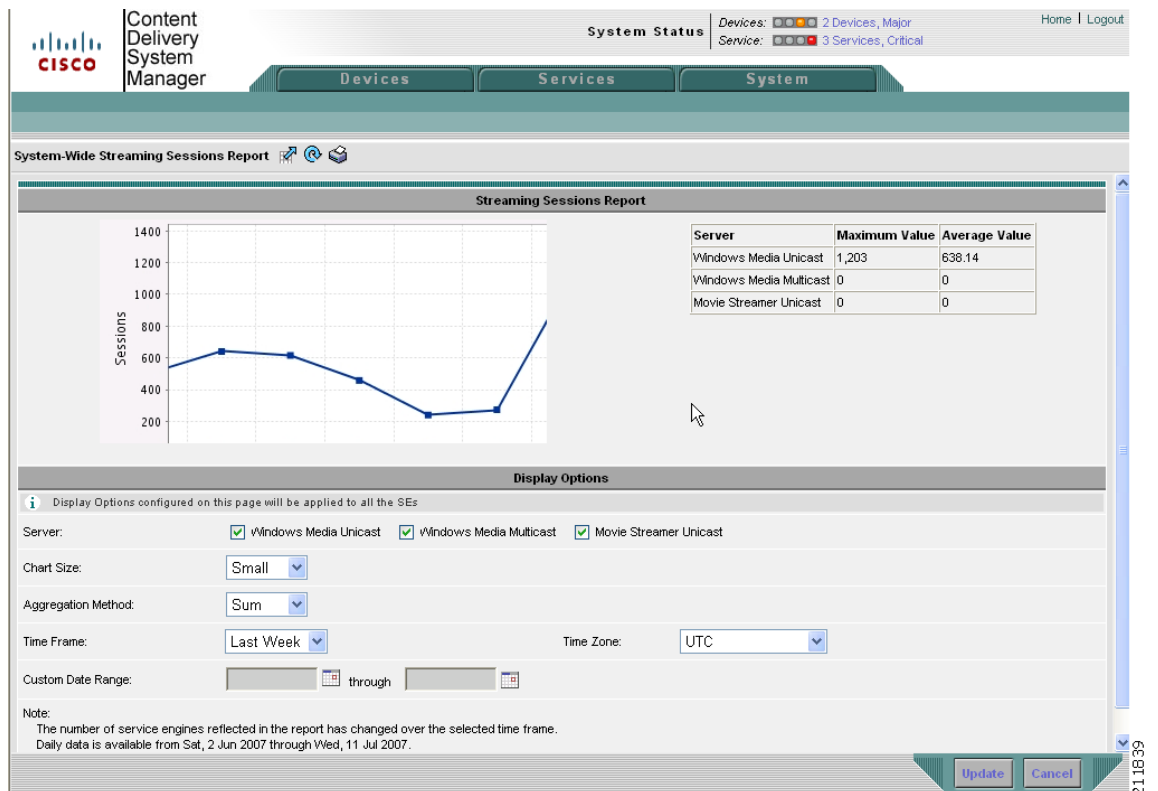 Content
Delivery
System
Manager
CISCO
System Status
Devices: 2 Devices, Major
Service: 3 Services, Critical
Home | Logout
Devices
Services
System
System-Wide Streaming Sessions Report
Streaming Sessions Report
1400
1200
1000
800
600
400
200
Sessions
Server Maximum Value Average Value
Windows Media Unicast 1,203 638.14
Windows Media Multicast 0 0
Movie Streamer Unicast 0 0
Display Options
i Display Options configured on this page will be applied to all the SEs
Server: Windows Media Unicast Windows Media Multicast Movie Streamer Unicast
Chart Size: Small
Aggregation Method: Sum
Time Frame: Last Week Time Zone: UTC
Custom Date Range: through
Note:
The number of service engines reflected in the report has changed over the selected time frame.
Daily data is available from Sat, 2 Jun 2007 through Wed, 11 Jul 2007.
Update Cancel
211839